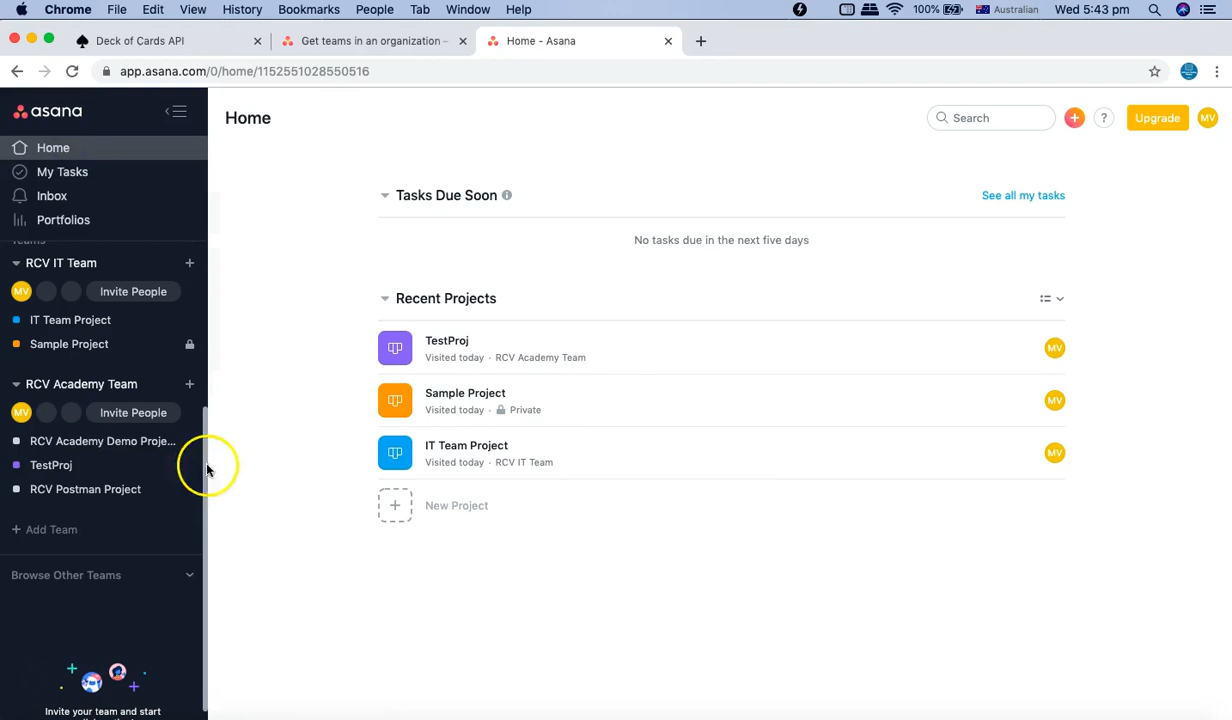 Chrome File Edit View History Bookmarks People Tab Window Help 100% Australian Wed 5:43 pm
Deck of Cards API
Get teams in an organization –
Home - Asana
app.asana.com/0/home/1152551028550516
asana
Home
My Tasks
Inbox
Portfolios
Teams
RCV IT Team
MV
Invite People
IT Team Project
Sample Project
RCV Academy Team
MV
Invite People
RCV Academy Demo Proje...
TestProj
RCV Postman Project
+ Add Team
Browse Other Teams
Invite your team and start
Home
Search
?
Upgrade
MV
Tasks Due Soon
See all my tasks
No tasks due in the next five days
Recent Projects
TestProj
Visited today · RCV Academy Team
MV
Sample Project
Visited today · Private
MV
IT Team Project
Visited today · RCV IT Team
MV
New Project